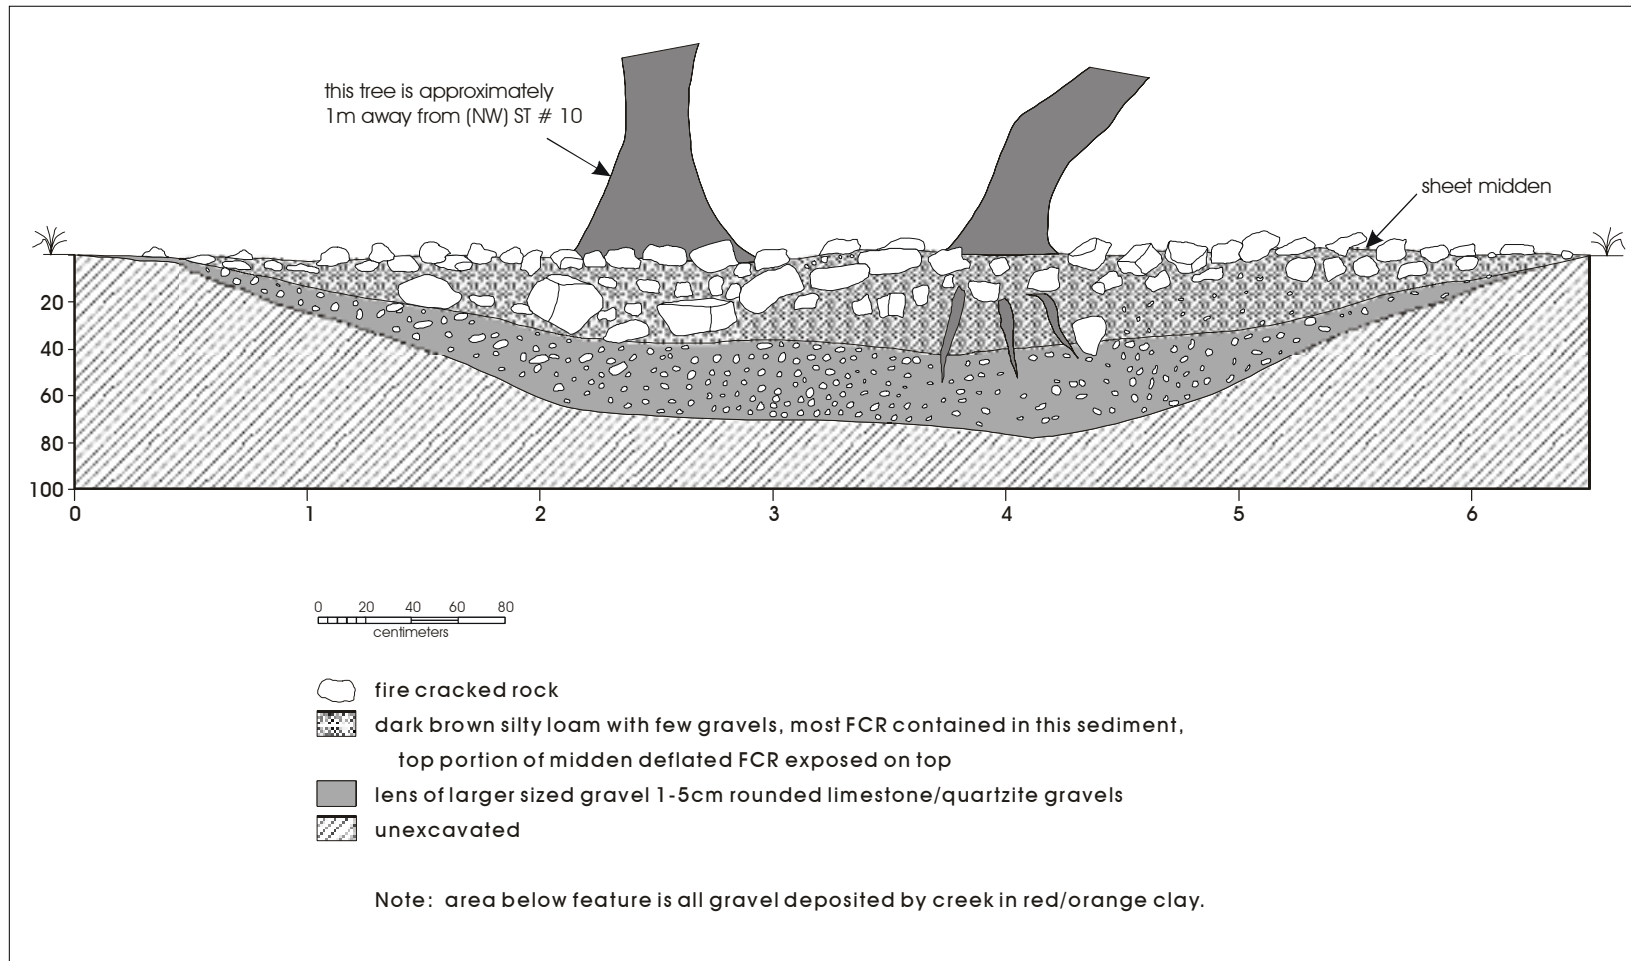 this tree is approximately
1m away from (NW) ST # 10
sheet midden
20
40
60
80
100
0 1 2 3 4 5 6
0 20 40 60 80
centimeters
fire cracked rock
dark brown silty loam with few gravels, most FCR contained in this sediment,
top portion of midden deflated FCR exposed on top
lens of larger sized gravel 1-5cm rounded limestone/quartzite gravels
unexcavated
Note: area below feature is all gravel deposited by creek in red/orange clay.